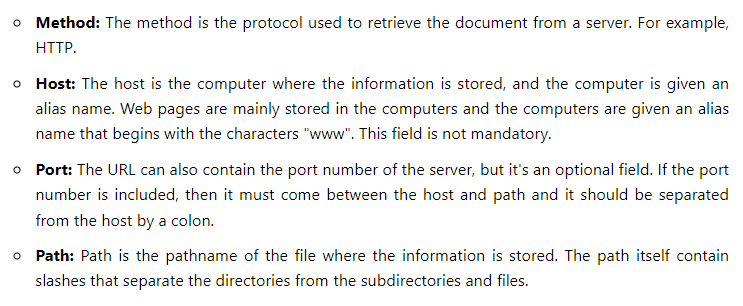 Method: The method is the protocol used to retrieve the document from a server. For example,
HTTP.
Host: The host is the computer where the information is stored, and the computer is given an
alias name. Web pages are mainly stored in the computers and the computers are given an alias
name that begins with the characters "www". This field is not mandatory.
Port: The URL can also contain the port number of the server, but it's an optional field. If the port
number is included, then it must come between the host and path and it should be separated
from the host by a colon.
Path: Path is the pathname of the file where the information is stored. The path itself contain
slashes that separate the directories from the subdirectories and files.